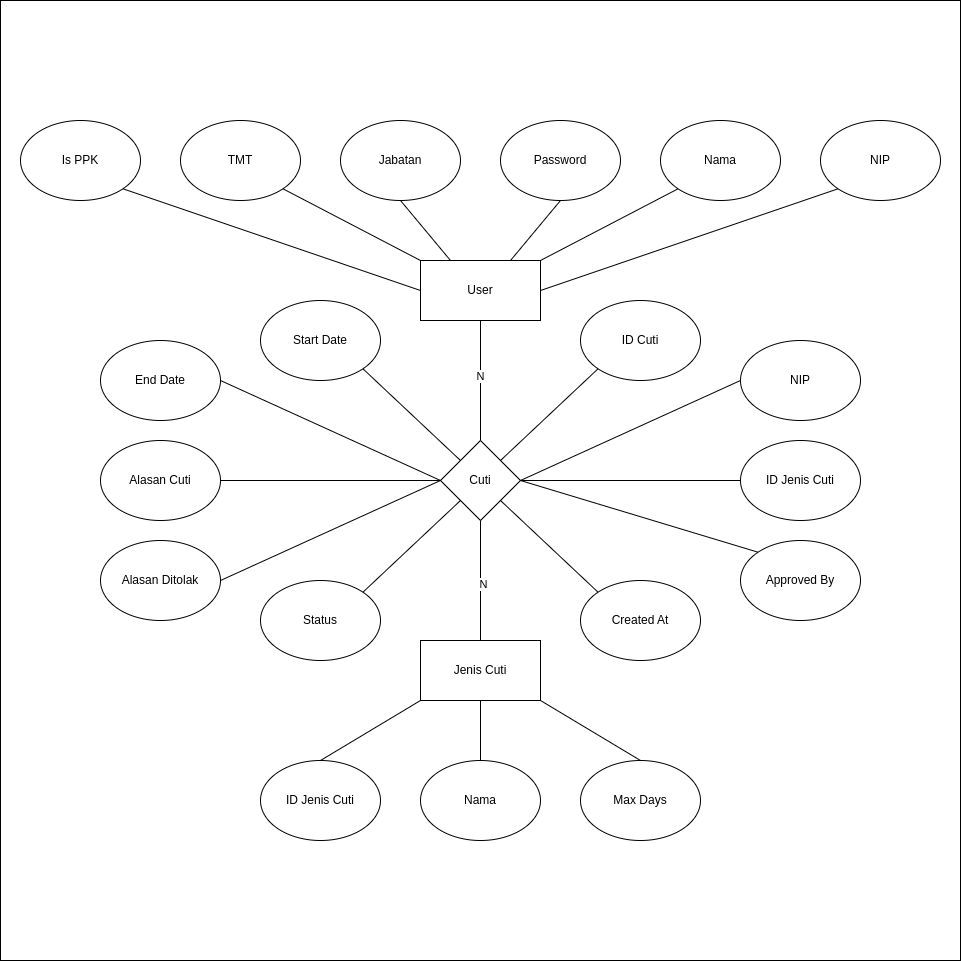 Is PPK
TMT
Jabatan
Password
Nama
NIP
User
Start Date
ID Cuti
End Date
N
NIP
Alasan Cuti
Cuti
ID Jenis Cuti
Alasan Ditolak
N
Approved By
Status
Created At
Jenis Cuti
ID Jenis Cuti
Nama
Max Days